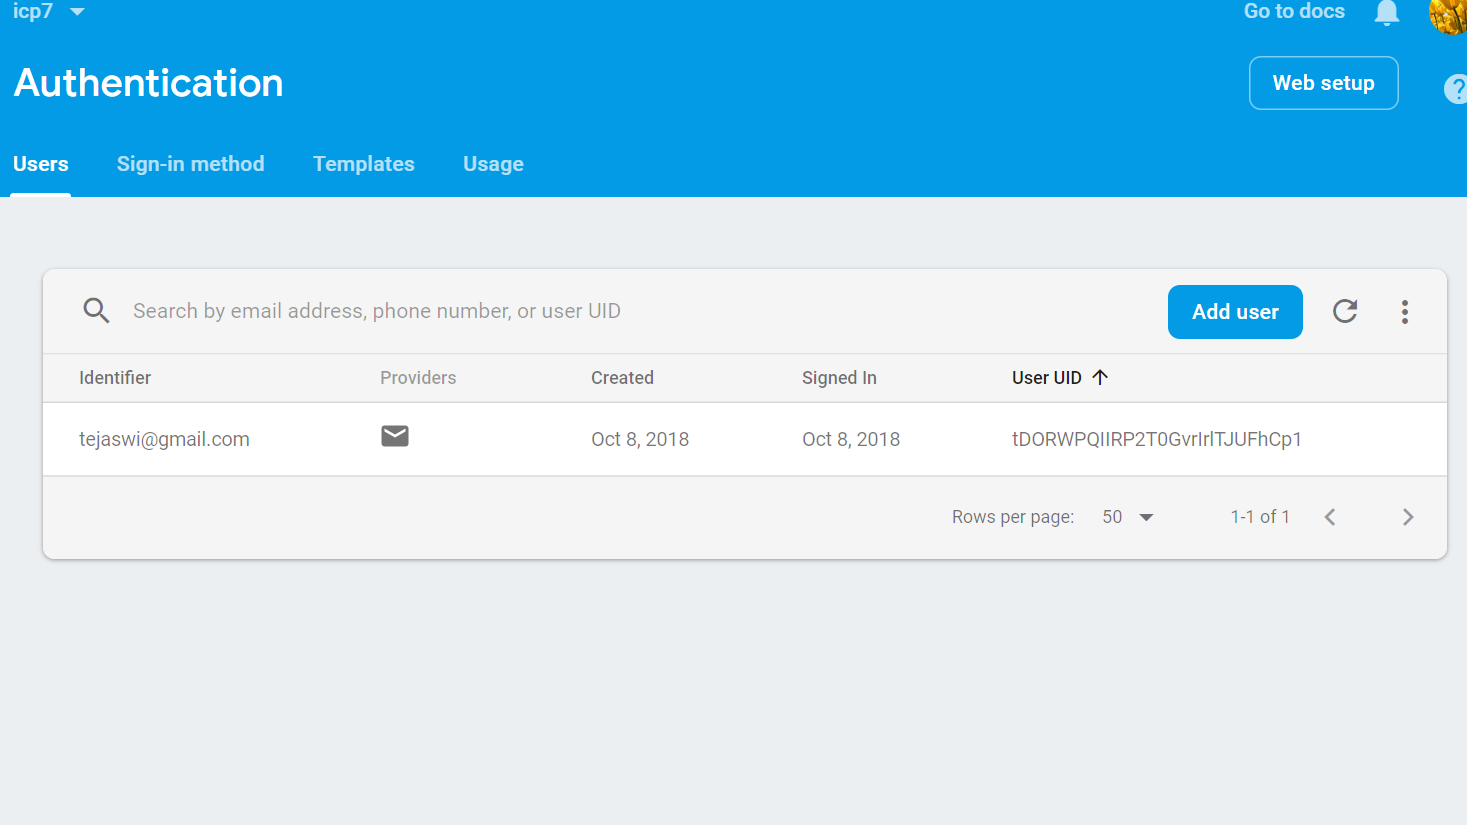 icp7
Go to docs
Authentication
Web setup
?
Users Sign-in method Templates Usage
Search by email address, phone number, or user UID
Add user
Identifier Providers Created Signed In User UID
tejaswi@gmail.com Oct 8, 2018 Oct 8, 2018 tDORWPQIIRP2T0GvrIrlTJUFhCp1
Rows per page: 50 1-1 of 1